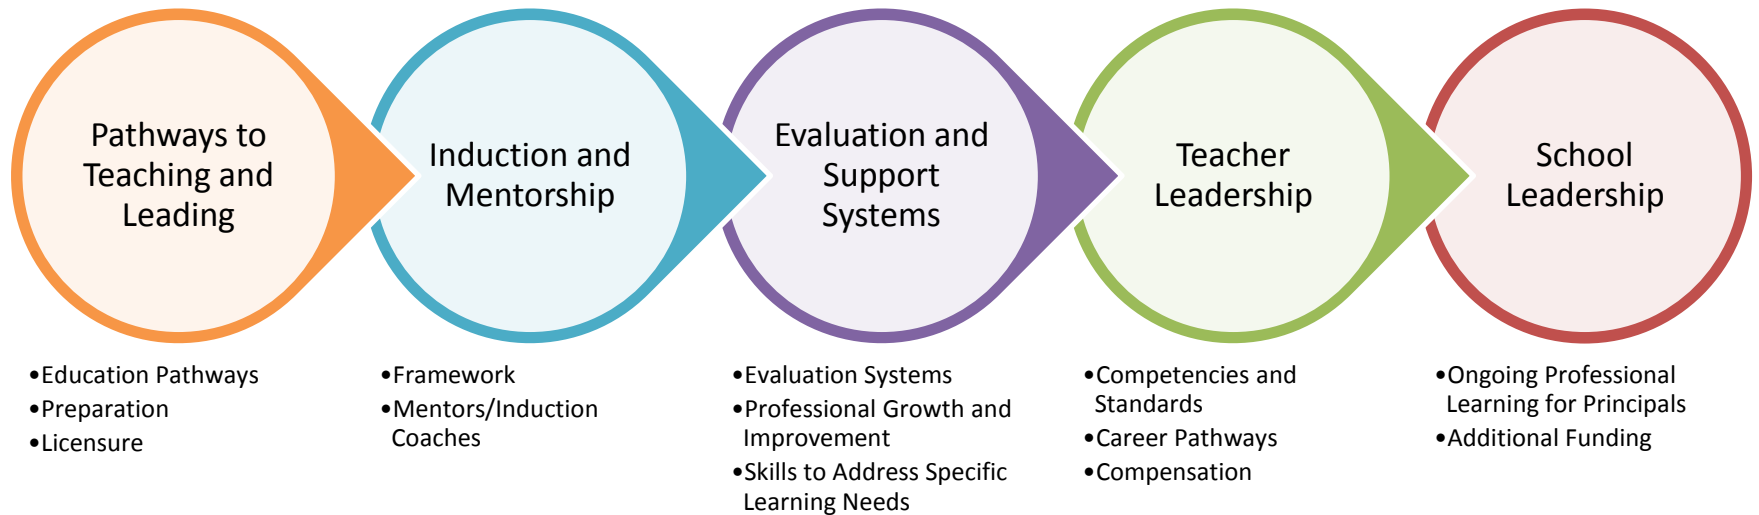 Pathways to
Teaching and
Leading
Induction and
Mentorship
Evaluation and
Support
Systems
Teacher
Leadership
School
Leadership
•Education Pathways
•Preparation
•Licensure
•Framework
•Mentors/Induction
Coaches
•Evaluation Systems
•Professional Growth and
Improvement
•Skills to Address Specific
Learning Needs
•Competencies and
Standards
•Career Pathways
•Compensation
•Ongoing Professional
Learning for Principals
•Additional Funding